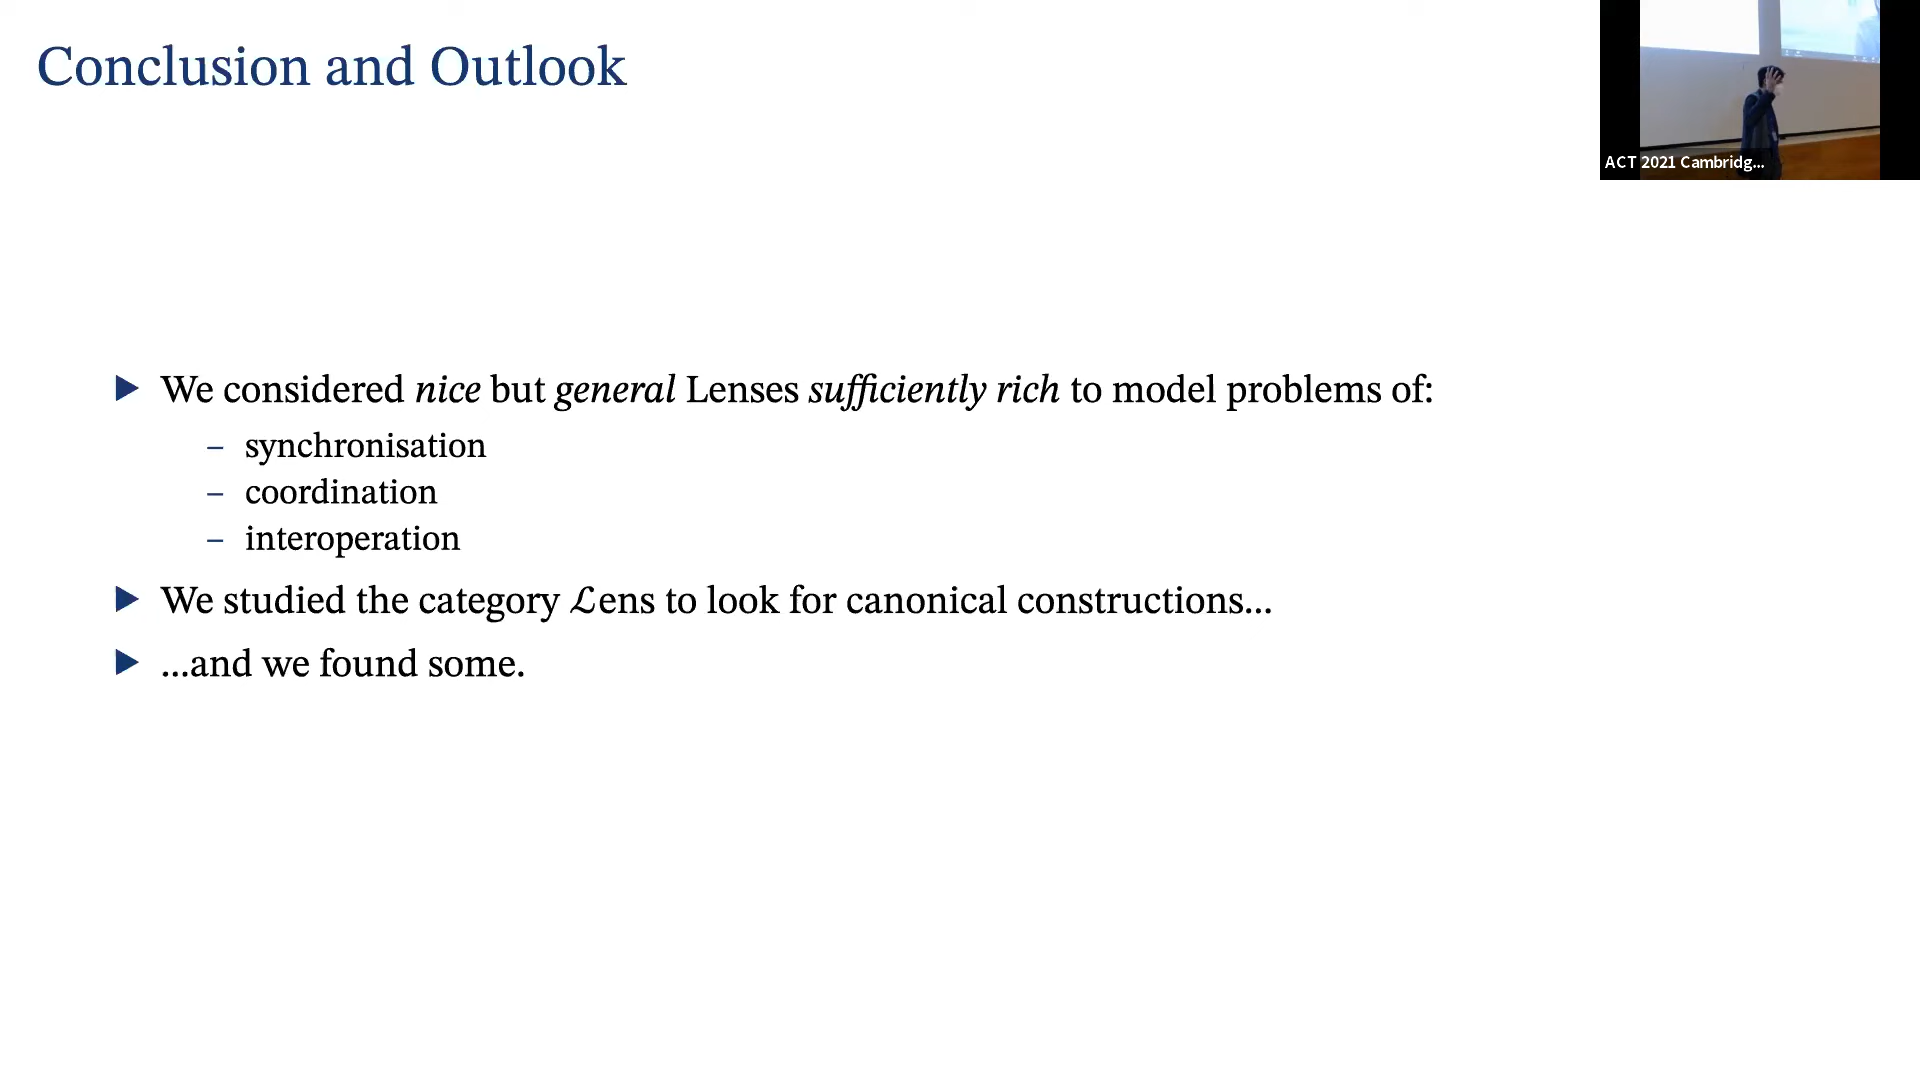 Conclusion and Outlook
ACT 2021 Cambridg...
▶ We considered nice but general Lenses sufficiently rich to model problems of:
– synchronisation
– coordination
– interoperation
▶ We studied the category ℒens to look for canonical constructions...
▶ ...and we found some.